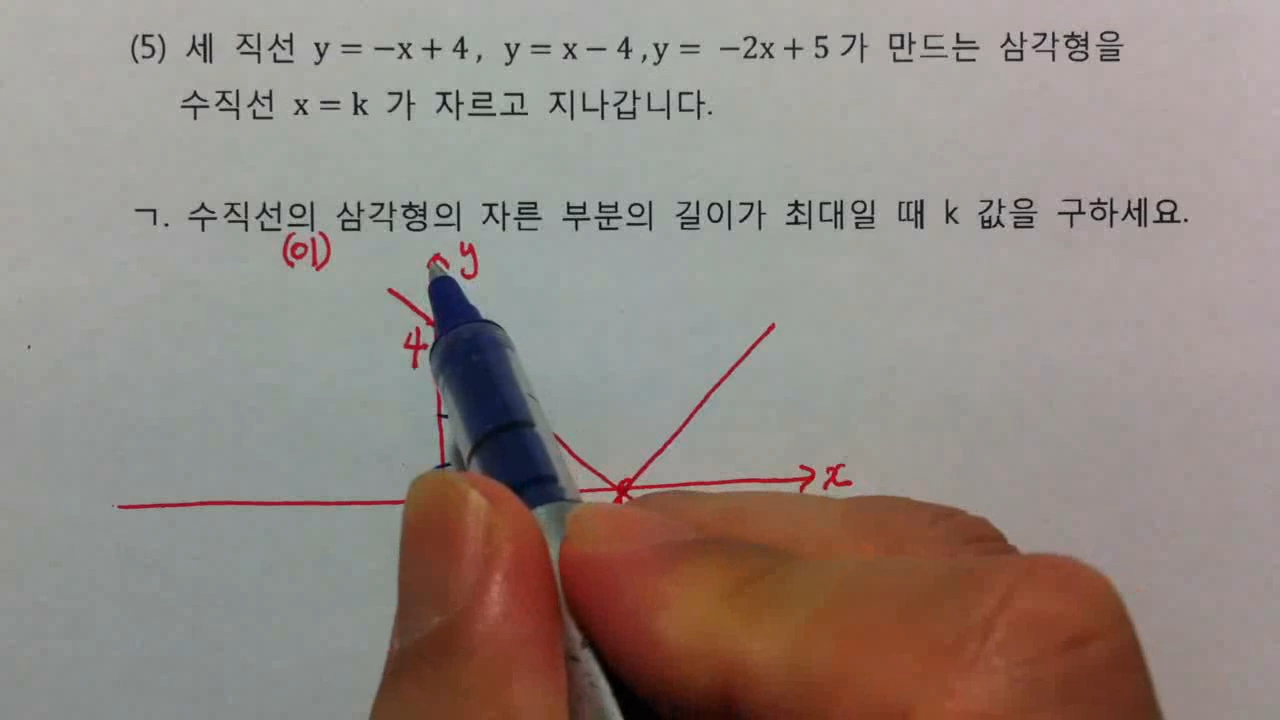 (5) 세 직선 y = −x + 4, y = x − 4 ,y = −2x + 5 가 만드는 삼각형을
수직선 x = k 가 자르고 지나갑니다.
ㄱ. 수직선의 삼각형의 자른 부분의 길이가 최대일 때 k 값을 구하세요.
(이)
y
4
x